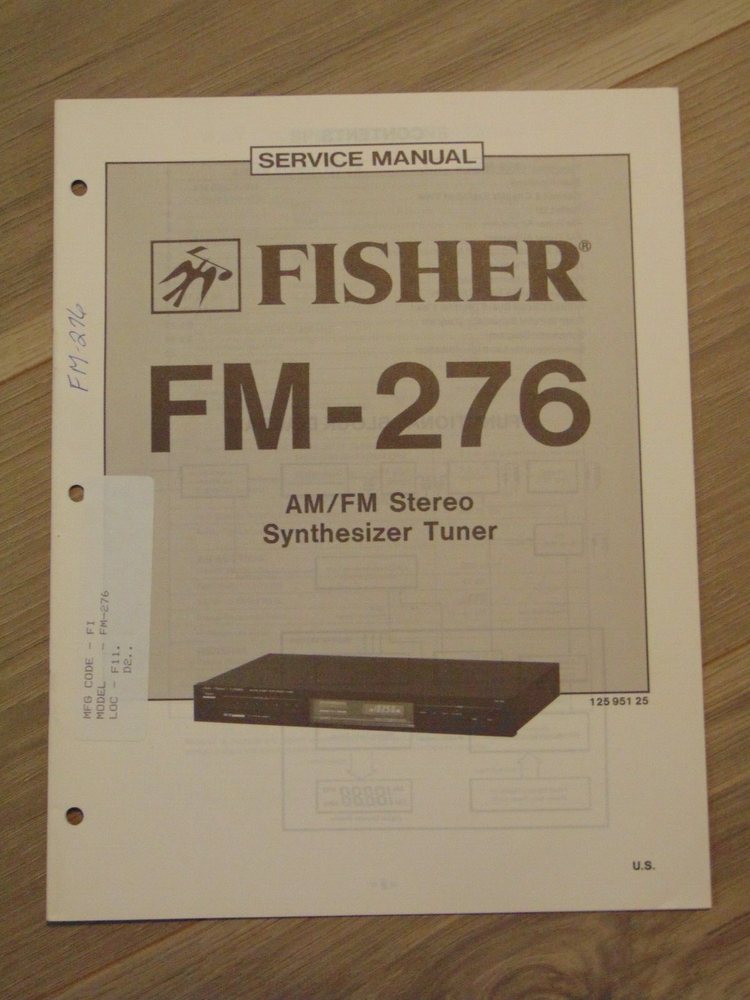 SERVICE MANUAL
FISHER®
FM-276
AM/FM Stereo
Synthesizer Tuner
125 951 25
U.S.
FM-276
MFG CODE - FI
MODEL - FM-276
LOC - F11.
D2..